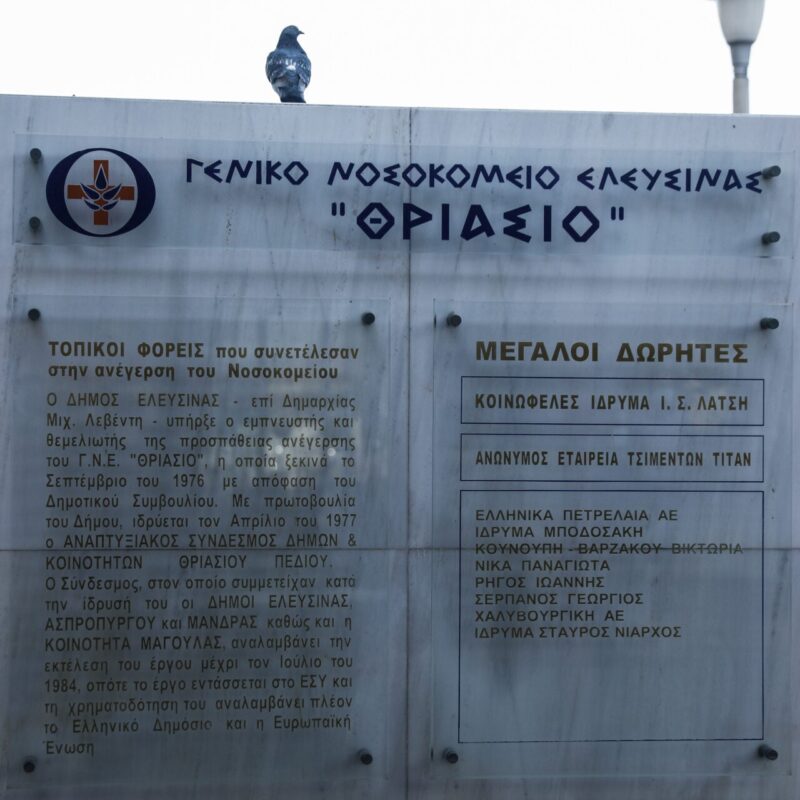 ΓΕΝΙΚΟ ΝΟΣΟΚΟΜΕΙΟ ΕΛΕΥΣΙΝΑΣ
"ΘΡΙΑΣΙΟ"
ΤΟΠΙΚΟΙ ΦΟΡΕΙΣ που συνετέλεσαν
στην ανέγερση του Νοσοκομείου
Ο ΔΗΜΟΣ ΕΛΕΥΣΙΝΑΣ - επί Δημαρχίας
Μιχ. Λεβέντη - υπήρξε ο εμπνευστής και
θεμελιωτής της προσπάθειας ανέγερσης
του Γ.Ν.Ε. "ΘΡΙΑΣΙΟ", η οποία ξεκινά το
Σεπτέμβριο του 1976 με απόφαση του
Δημοτικού Συμβουλίου. Με πρωτοβουλία
του Δήμου, ιδρύεται τον Απρίλιο του 1977
ο ΑΝΑΠΤΥΞΙΑΚΟΣ ΣΥΝΔΕΣΜΟΣ ΔΗΜΩΝ &
ΚΟΙΝΟΤΗΤΩΝ ΘΡΙΑΣΙΟΥ ΠΕΔΙΟΥ.
Ο Σύνδεσμος, στον οποίο συμμετείχαν κατά
την ίδρυσή του οι ΔΗΜΟΙ ΕΛΕΥΣΙΝΑΣ,
ΑΣΠΡΟΠΥΡΓΟΥ και ΜΑΝΔΡΑΣ καθώς και η
ΚΟΙΝΟΤΗΤΑ ΜΑΓΟΥΛΑΣ, αναλαμβάνει την
εκτέλεση του έργου μέχρι τον Ιούλιο του
1984, οπότε το έργο εντάσσεται στο ΕΣΥ και
τη χρηματοδότηση του αναλαμβάνει πλέον
το Ελληνικό Δημόσιο και η Ευρωπαϊκή
Ένωση
ΜΕΓΑΛΟΙ ΔΩΡΗΤΕΣ
ΚΟΙΝΩΦΕΛΕΣ ΙΔΡΥΜΑ Ι. Σ. ΛΑΤΣΗ
ΑΝΩΝΥΜΟΣ ΕΤΑΙΡΕΙΑ ΤΣΙΜΕΝΤΩΝ ΤΙΤΑΝ
ΕΛΛΗΝΙΚΑ ΠΕΤΡΕΛΑΙΑ ΑΕ
ΙΔΡΥΜΑ ΜΠΟΔΟΣΑΚΗ
ΚΟΥΝΟΥΠΗ - ΒΑΡΖΑΚΟΥ ΒΙΚΤΩΡΙΑ
ΝΙΚΑ ΠΑΝΑΓΙΩΤΑ
ΡΗΓΟΣ ΙΩΑΝΝΗΣ
ΣΕΡΠΑΝΟΣ ΓΕΩΡΓΙΟΣ
ΧΑΛΥΒΟΥΡΓΙΚΗ ΑΕ
ΙΔΡΥΜΑ ΣΤΑΥΡΟΣ ΝΙΑΡΧΟΣ